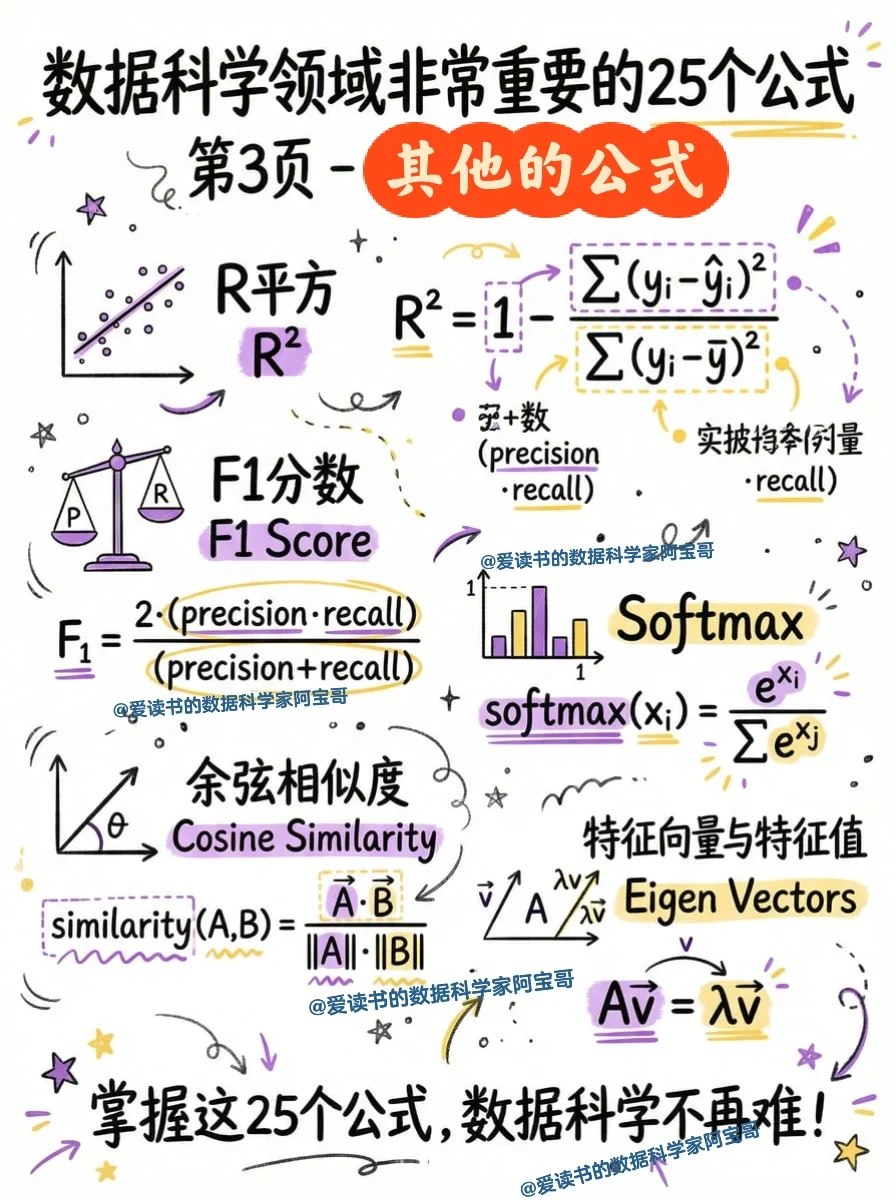 数据科学领域非常重要的25个公式
第3页 - 其他的公式
R平方
R²
R² = 1 - ∑(yᵢ-ŷᵢ)² / ∑(yᵢ-ȳ)²
+数
(precision
·recall)
量
·recall)
P R
F1分数
F1 Score
F₁ = 2·(precision·recall) / (precision+recall)
@爱读书的数据科学家阿宝哥
@爱读书的数据科学家阿宝哥
1
1
Softmax
softmax(xᵢ) = e^xᵢ / ∑e^xⱼ
θ
余弦相似度
Cosine Similarity
similarity(A,B) = A⃗·B⃗ / ‖A‖·‖B‖
@爱读书的数据科学家阿宝哥
特征向量与特征值
Eigen Vectors
v⃗ A λv λv⃗
v
Av⃗ = λv⃗
掌握这25个公式,数据科学不再难!
@爱读书的数据科学家阿宝哥